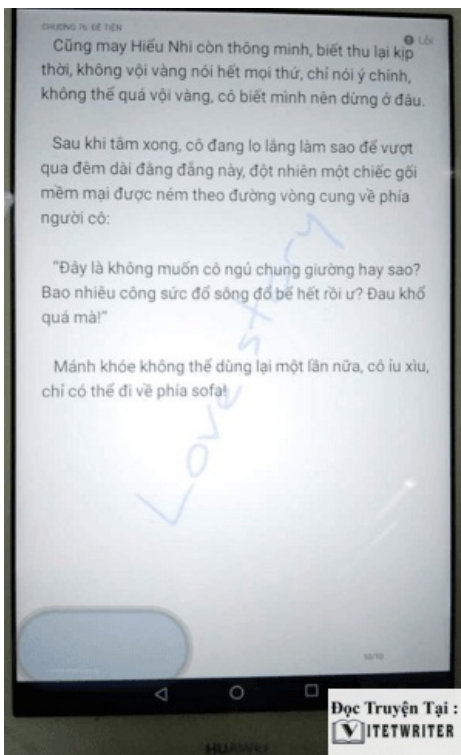 CHƯƠNG 76: ĐÊ TIỆN
Lỗi
Cũng may Hiểu Nhi còn thông minh, biết thu lại kịp
thời, không vội vàng nói hết mọi thứ, chỉ nói ý chính,
không thể quá vội vàng, cô biết mình nên dừng ở đâu.
Sau khi tắm xong, cô đang lo lắng làm sao để vượt
qua đêm dài đằng đẵng này, đột nhiên một chiếc gối
mềm mại được ném theo đường vòng cung về phía
người cô:
"Đây là không muốn cô ngủ chung giường hay sao?
Bao nhiêu công sức đổ sông đổ bể hết rồi ư? Đau khổ
quá mà!"
Mánh khóe không thể dùng lại một lần nữa, cô ỉu xìu,
chỉ có thể đi về phía sofa!
Love story
10/10
HUAWEI
Đọc Truyện Tại :
VITETWRITER